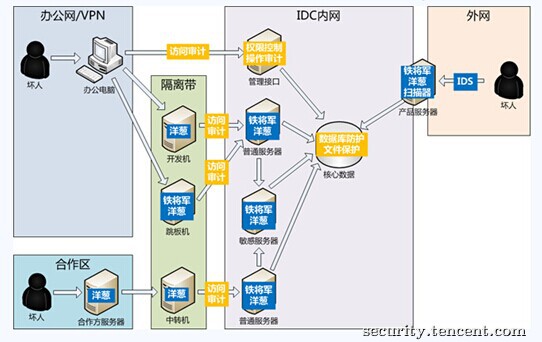 办公网/VPN
坏人
办公电脑
访问审计
隔离带
洋葱
开发机
访问
审计
铁将军
洋葱
跳板机
访问
审计
合作区
坏人
洋葱
合作方服务器
洋葱
中转机
访问
审计
IDC内网
权限控制
操作审计
管理接口
铁将军
洋葱
普通服务器
数据库防护
文件保护
核心数据
铁将军
洋葱
敏感服务器
铁将军
洋葱
普通服务器
外网
铁将军
洋葱
扫描器
产品服务器
IDS
坏人
security.tencent.com